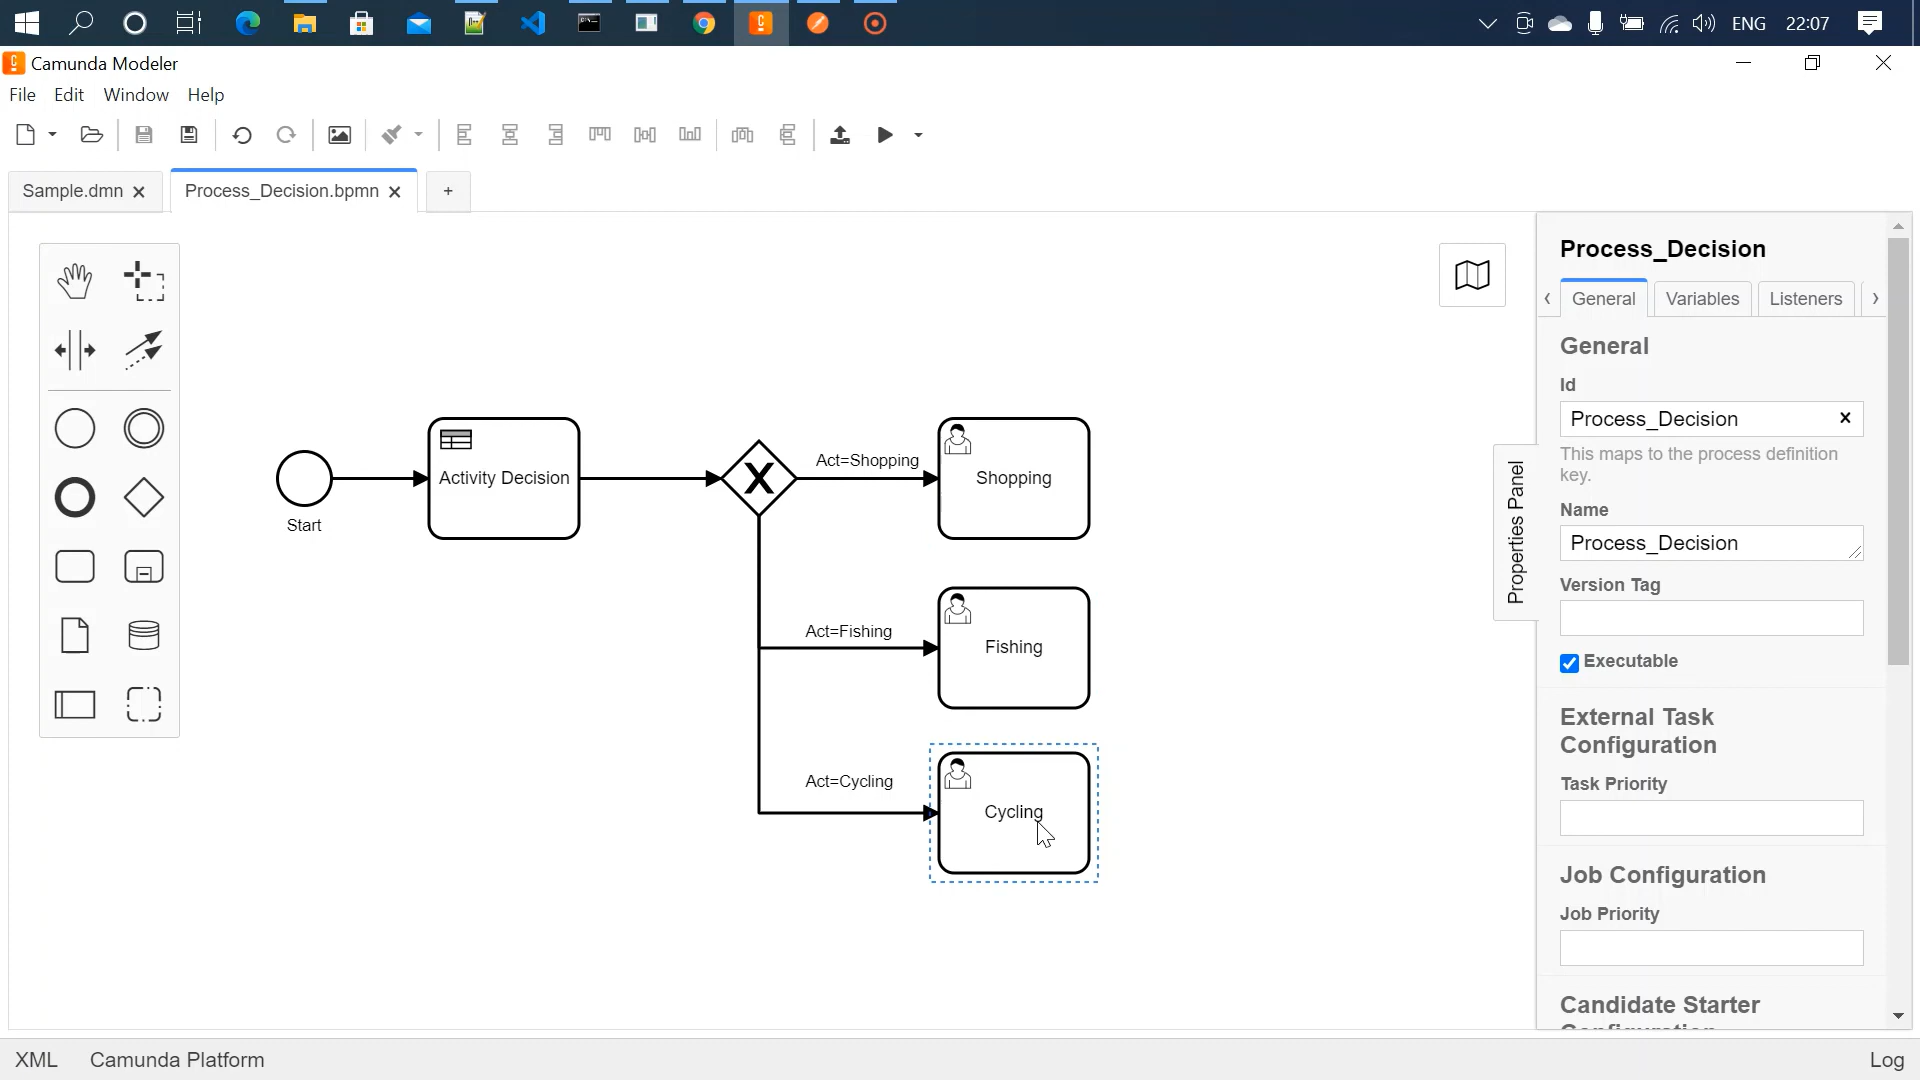 ENG
22:07
Camunda Modeler
File Edit Window Help
Sample.dmn
Process_Decision.bpmn
+
Process_Decision
General
Variables
Listeners
General
Id
Process_Decision
This maps to the process definition
key.
Name
Process_Decision
Version Tag
Executable
External Task
Configuration
Task Priority
Job Configuration
Job Priority
Candidate Starter
Properties Panel
Start
Activity Decision
Act=Shopping
Shopping
Act=Fishing
Fishing
Act=Cycling
Cycling
XML
Camunda Platform
Log